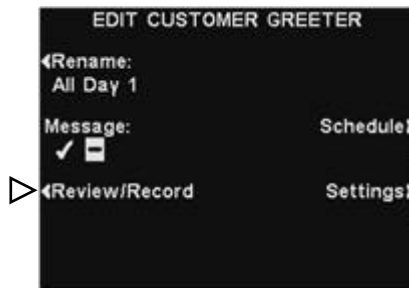 EDIT CUSTOMER GREETER
Rename:
All Day 1
Message: Schedule
Review/Record Settings